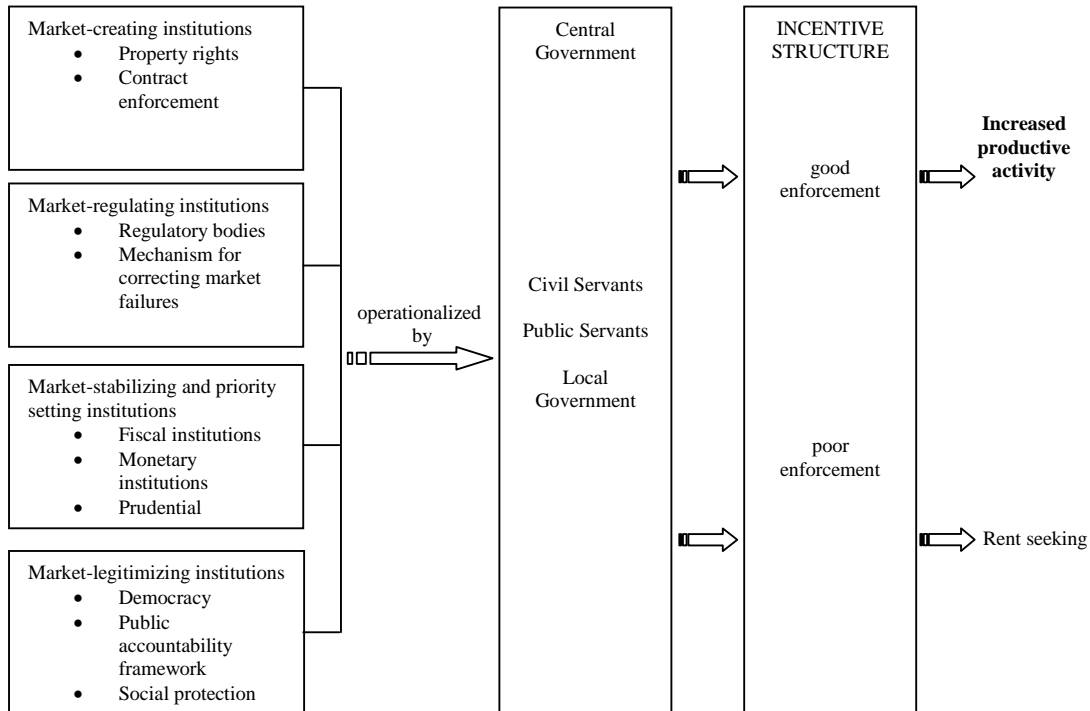 Market-creating institutions
• Property rights
• Contract
enforcement
Market-regulating institutions
• Regulatory bodies
• Mechanism for
correcting market
failures
Market-stabilizing and priority
setting institutions
• Fiscal institutions
• Monetary
institutions
• Prudential
Market-legitimizing institutions
• Democracy
• Public
accountability
framework
• Social protection
operationalized
by
Central
Government
Civil Servants
Public Servants
Local
Government
INCENTIVE
STRUCTURE
good
enforcement
poor
enforcement
Increased
productive
activity
Rent seeking